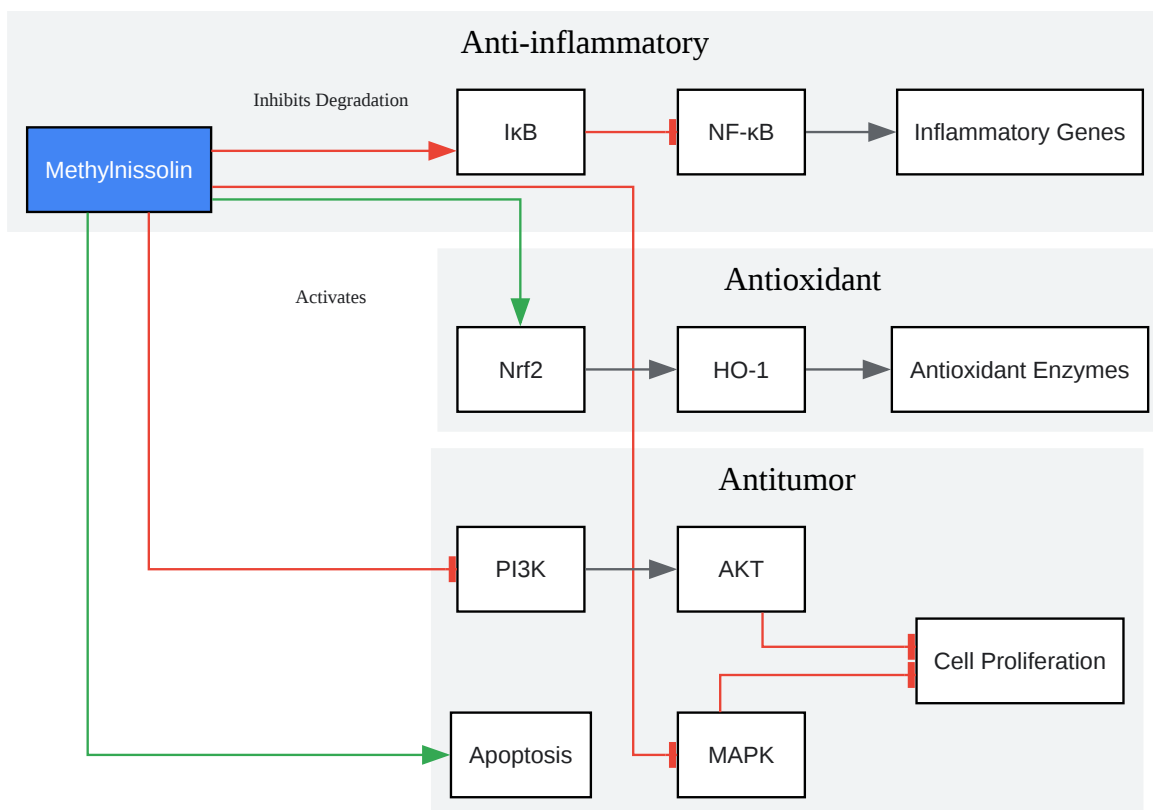 Anti-inflammatory
Inhibits Degradation
IκB
NF-κB
Inflammatory Genes
Methylnissolin
Antioxidant
Activates
Nrf2
HO-1
Antioxidant Enzymes
Antitumor
PI3K
AKT
Cell Proliferation
Apoptosis
MAPK